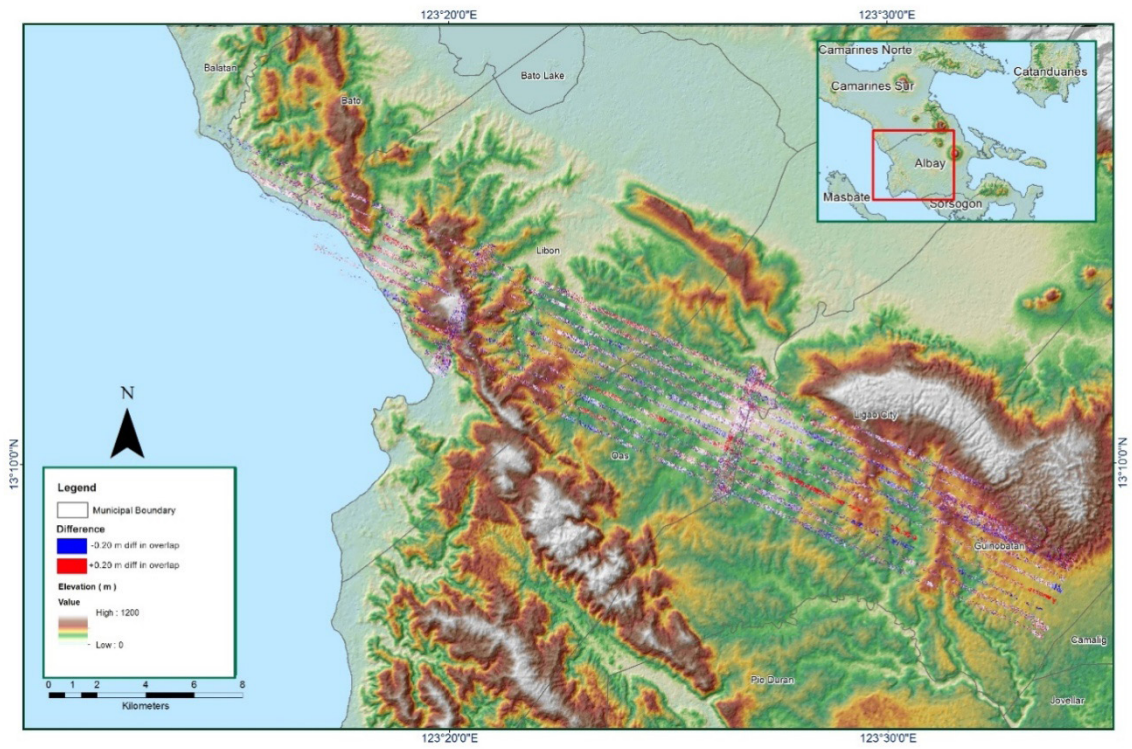 123°20'0"E
123°30'0"E
Camarines Norte
Catanduanes
Camarines Sur
Albay
Masbate
Sorsogon
Balatan
Bato Lake
Bato
Libon
Ligao City
Oas
Guinobatan
Camalig
Pio Duran
Jovellar
N
13°10'0"N
13°10'0"N
Legend
Municipal Boundary
Difference
-0.20 m diff in overlap
+0.20 m diff in overlap
Elevation ( m )
Value
High : 1200
Low : 0
0 1 2 4 6 8
Kilometers
123°20'0"E
123°30'0"E